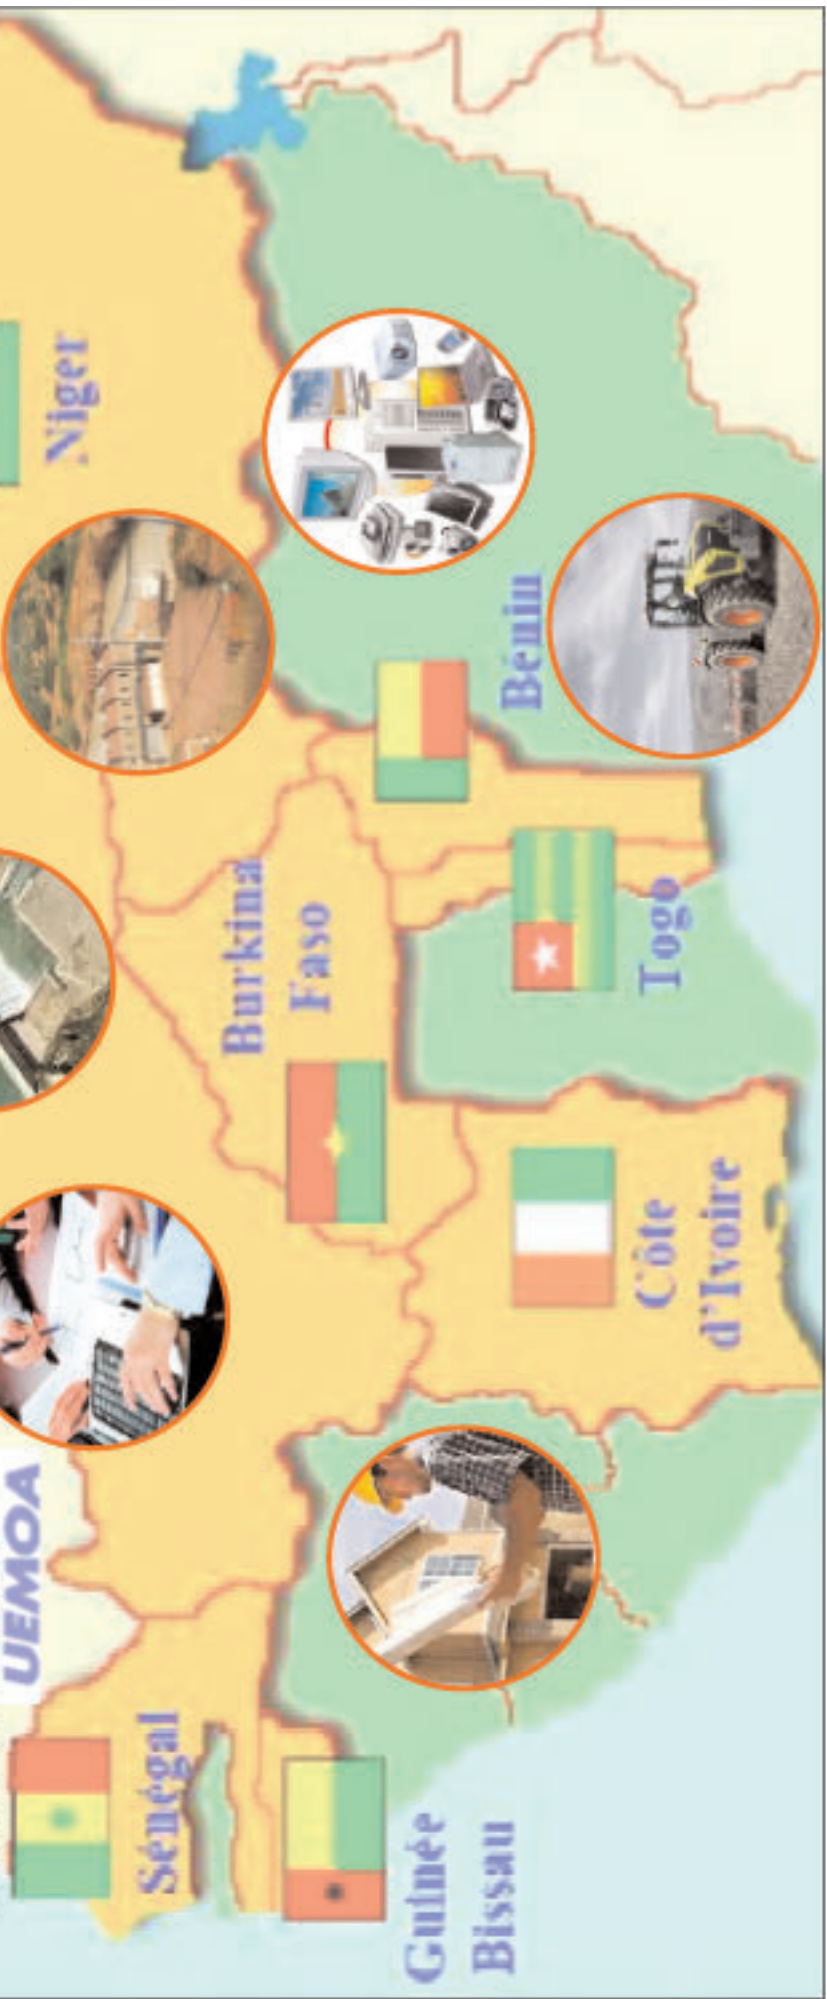 UEMOA
Niger
Sénégal
Burkina
Faso
Bénin
Guinée
Bissau
Côte
d'Ivoire
Togo